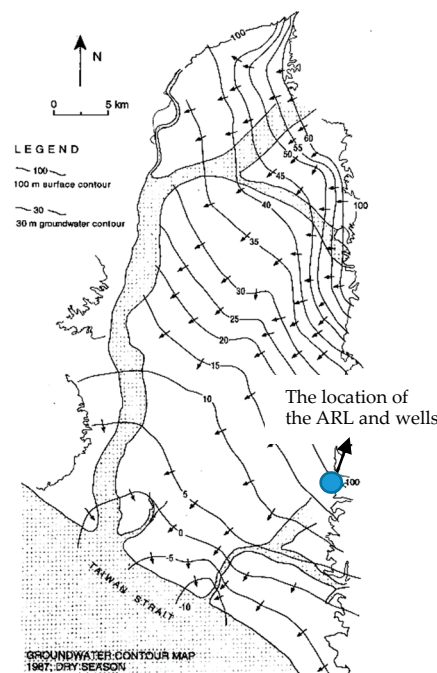 100
N
0 5 km
LEGEND
100
100 m surface contour
30
30 m groundwater contour
60
55
50
45
40
100
35
30
25
20
15
10
The location of
the ARL and wells
100
5
0
-5
-10
TAIWAN STRAIT
GROUNDWATER CONTOUR MAP
1987; DRY SEASON